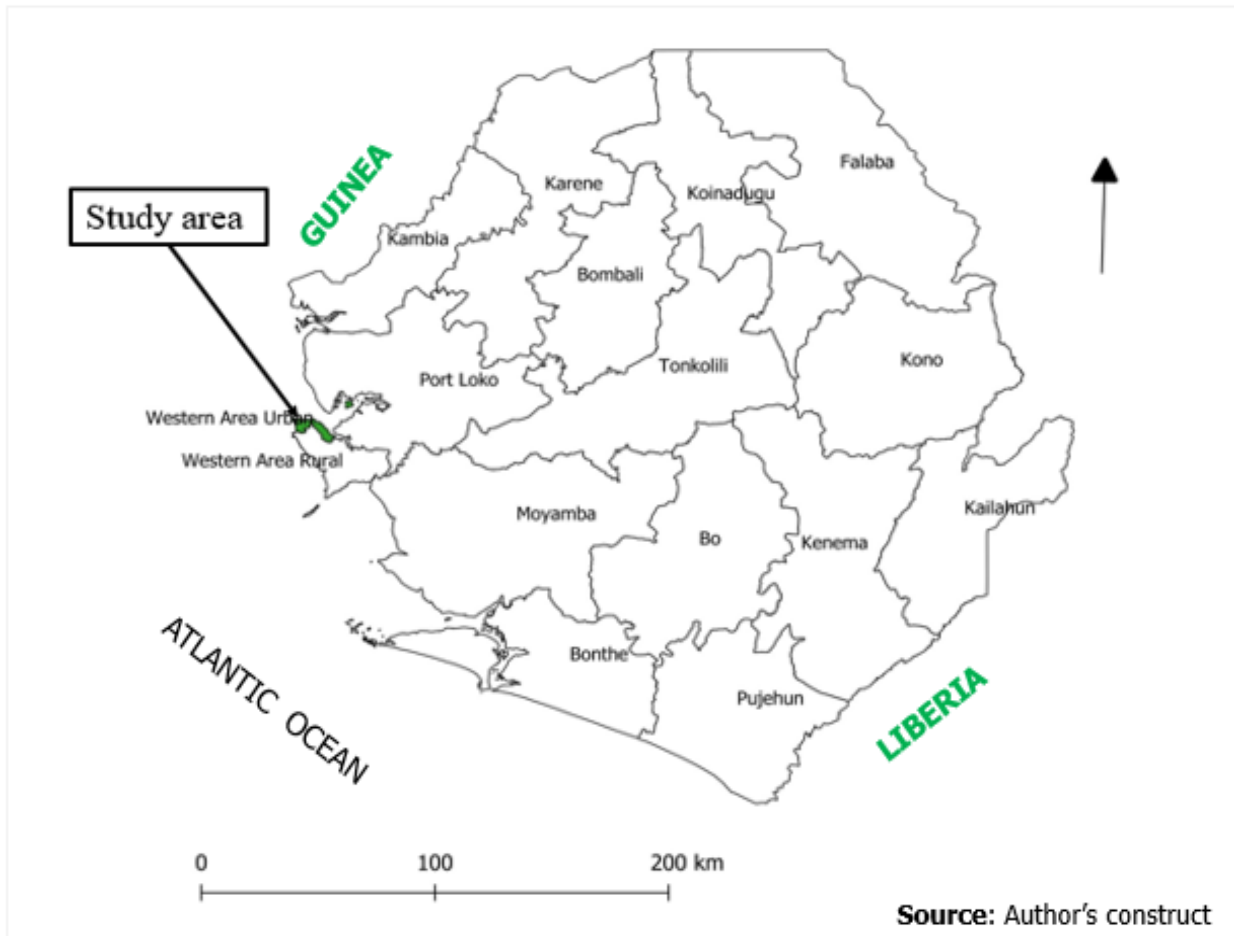 Falaba
Karene
Koinadugu
GUINEA
Study area
Kambia
Bombali
Kono
Tonkolili
Port Loko
Western Area Urban
Western Area Rural
Kailahun
Moyamba
Bo
Kenema
ATLANTIC OCEAN
Bonthe
Pujehun
LIBERIA
0 100 200 km
Source: Author's construct